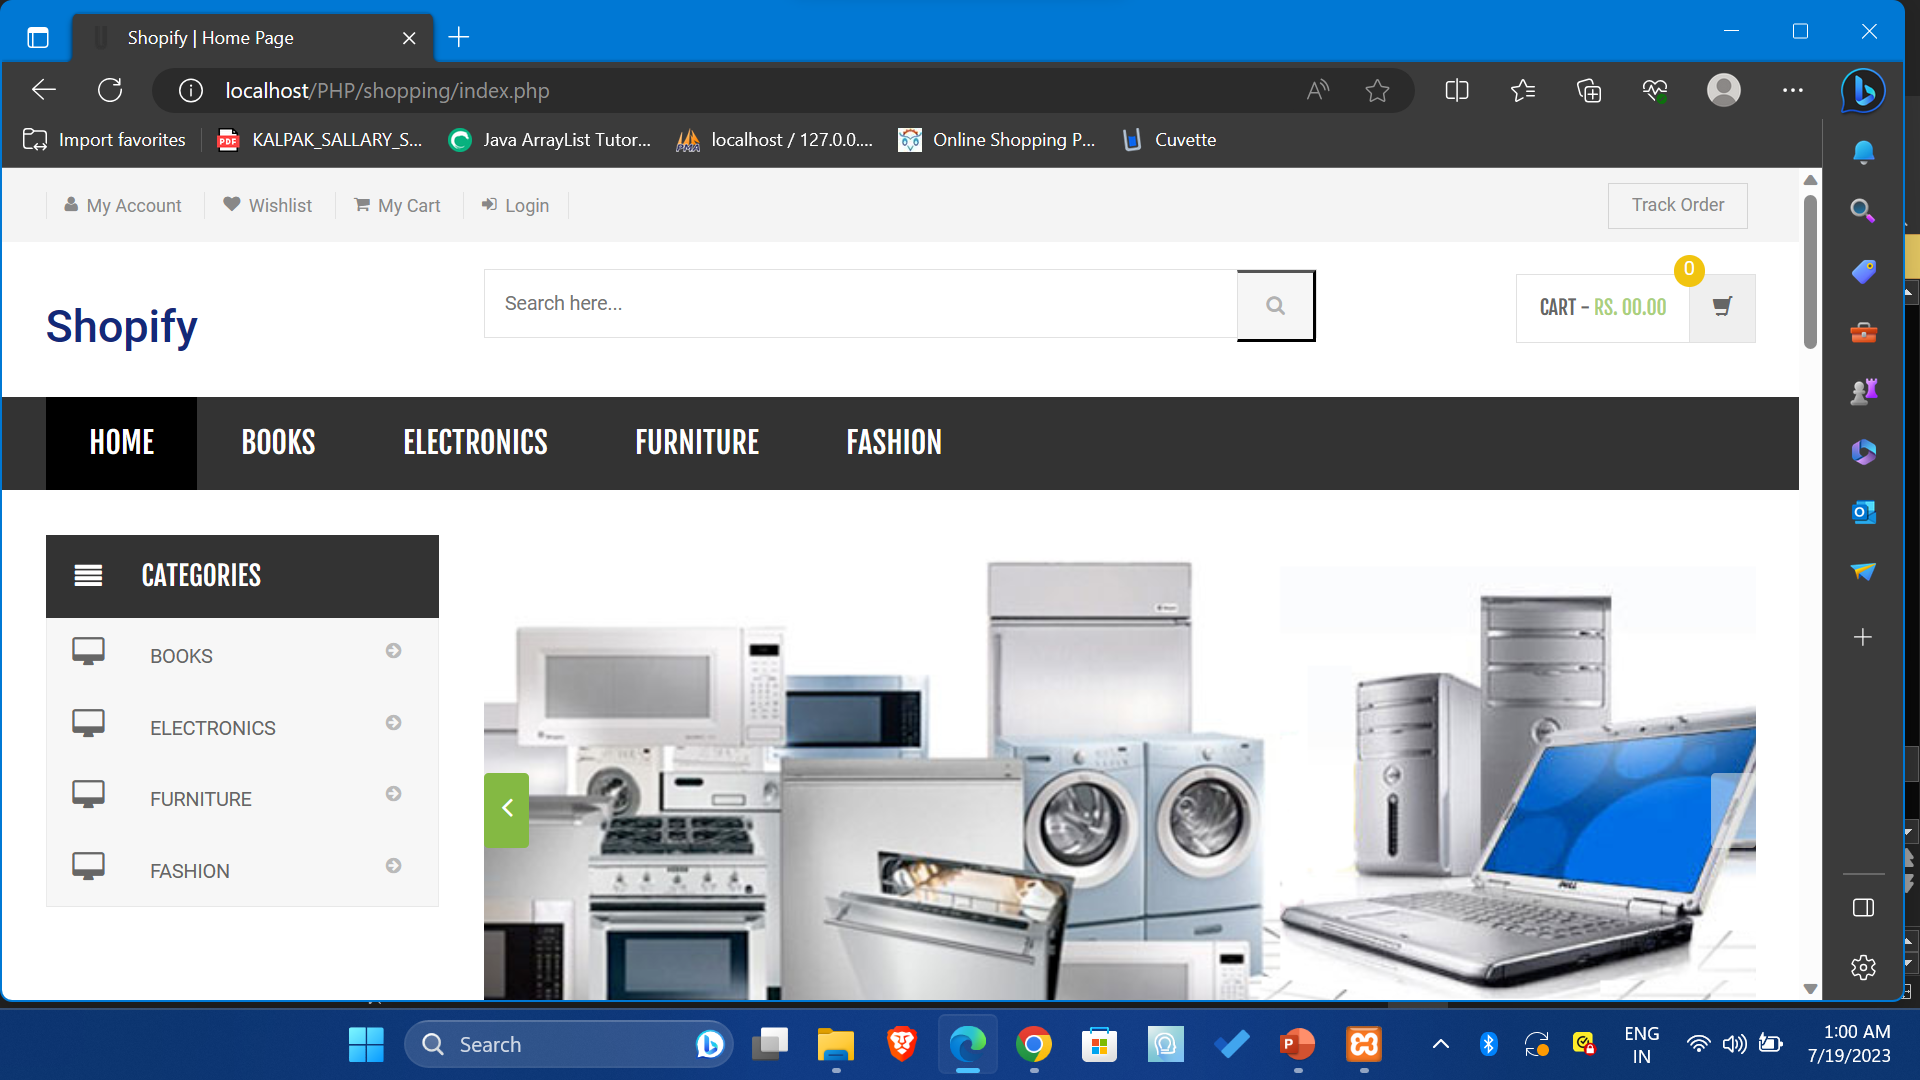 Shopify | Home Page
localhost/PHP/shopping/index.php
Import favorites
KALPAK_SALLARY_S...
Java ArrayList Tutor...
localhost / 127.0.0....
Online Shopping P...
Cuvette
My Account
Wishlist
My Cart
Login
Track Order
Shopify
Search here...
0
CART - RS. 00.00
HOME
BOOKS
ELECTRONICS
FURNITURE
FASHION
CATEGORIES
BOOKS
ELECTRONICS
FURNITURE
FASHION
DELL
Search
ENG
IN
1:00 AM
7/19/2023